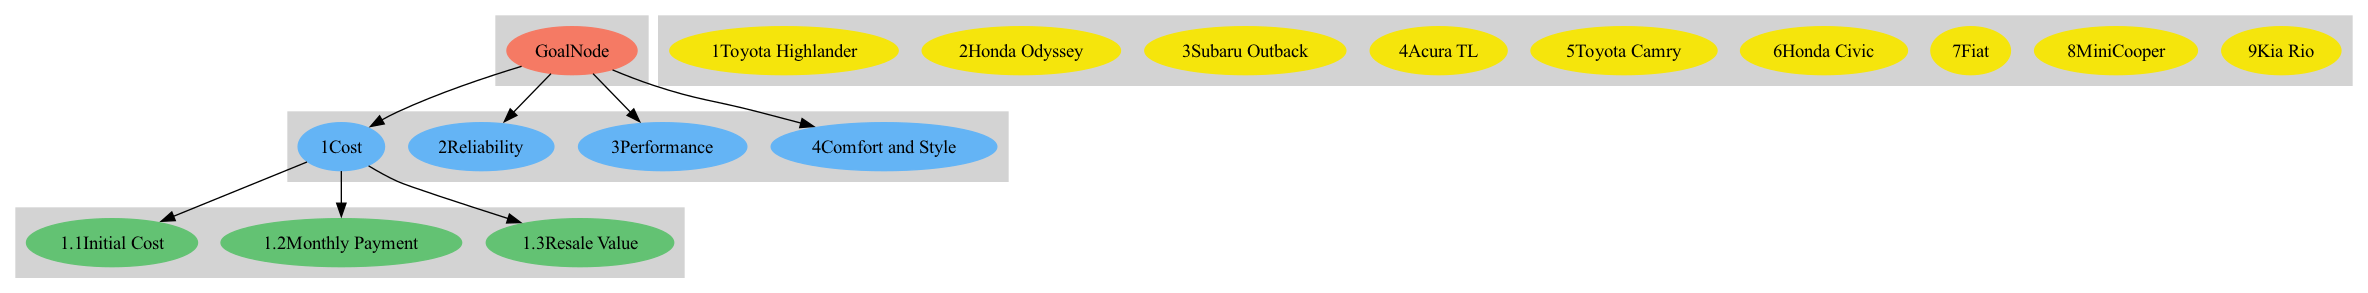 GoalNode
1Toyota Highlander
2Honda Odyssey
3Subaru Outback
4Acura TL
5Toyota Camry
6Honda Civic
7Fiat
8MiniCooper
9Kia Rio
1Cost
2Reliability
3Performance
4Comfort and Style
1.1Initial Cost
1.2Monthly Payment
1.3Resale Value